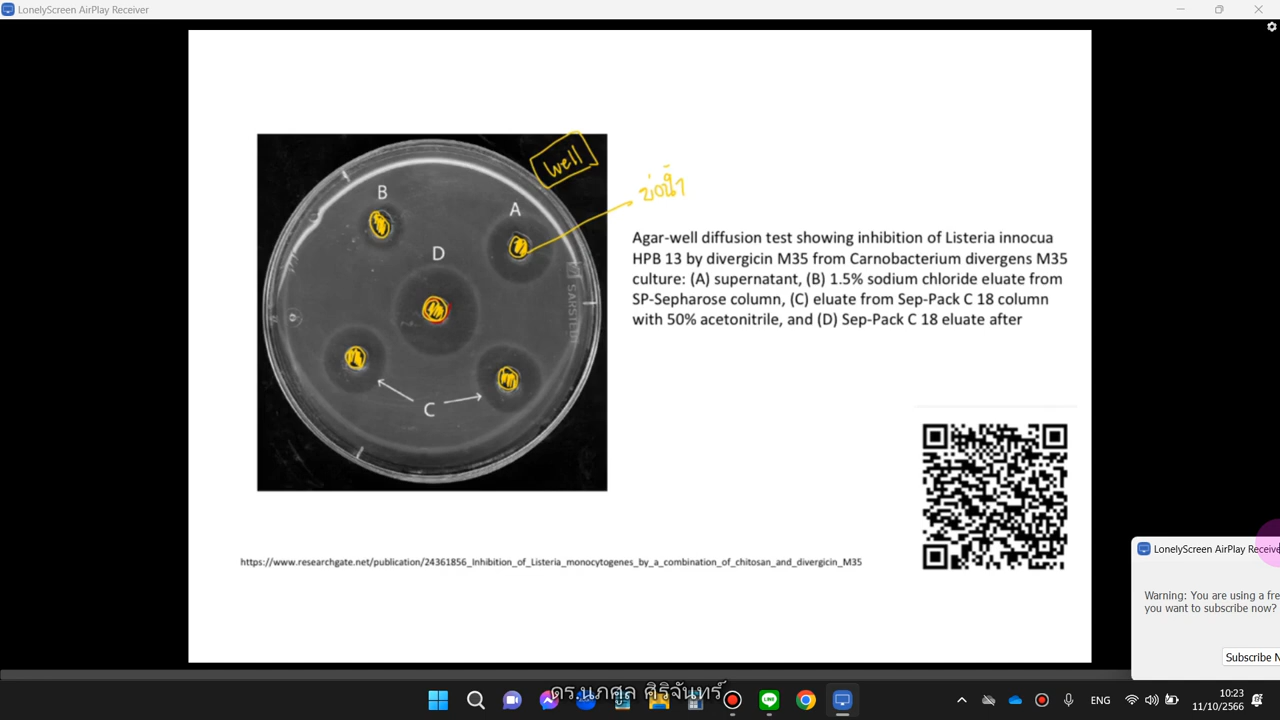 LonelyScreen AirPlay Receiver
well
บ่อน้ำ
B
A
D
C
SARSTEDT
Agar-well diffusion test showing inhibition of Listeria innocua
HPB 13 by divergicin M35 from Carnobacterium divergens M35
culture: (A) supernatant, (B) 1.5% sodium chloride eluate from
SP-Sepharose column, (C) eluate from Sep-Pack C 18 column
with 50% acetonitrile, and (D) Sep-Pack C 18 eluate after
https://www.researchgate.net/publication/24361856_Inhibition_of_Listeria_monocytogenes_by_a_combination_of_chitosan_and_divergicin_M35
LonelyScreen AirPlay Receive
Warning: You are using a fre
you want to subscribe now?
Subscribe N
ดร.นภศูล ศิริจันทร์
ENG
10:23
11/10/2566